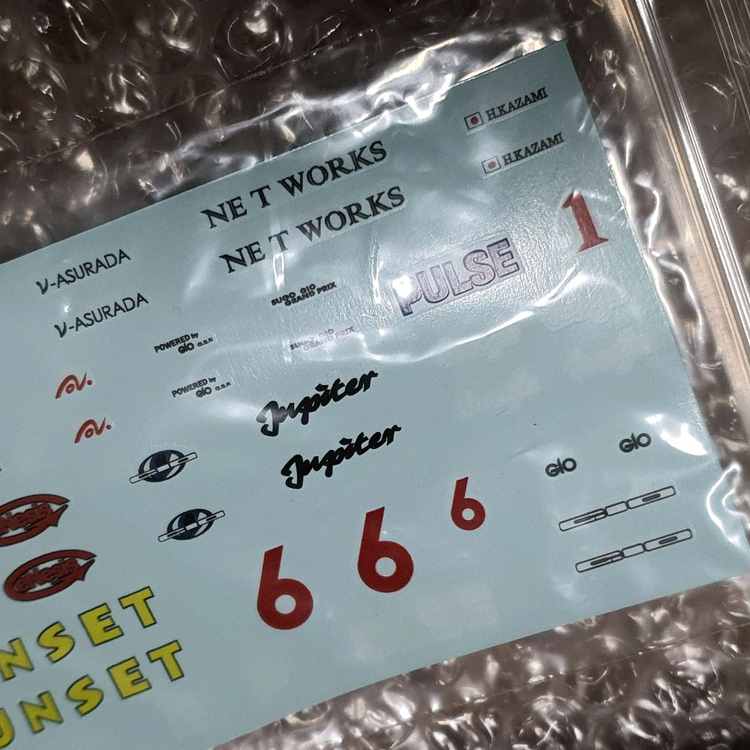 H.KAZAMI
H.KAZAMI
NE T WORKS
NE T WORKS
1
PULSE
ν-ASURADA
ν-ASURADA
SUGO GIO
GRAND PRIX
SUGO GIO
GRAND PRIX
POWERED by
GIO G.S.R
POWERED by
GIO G.S.R
Jupiter
Jupiter
GIO
GIO
6
6
6
NSET
UNSET